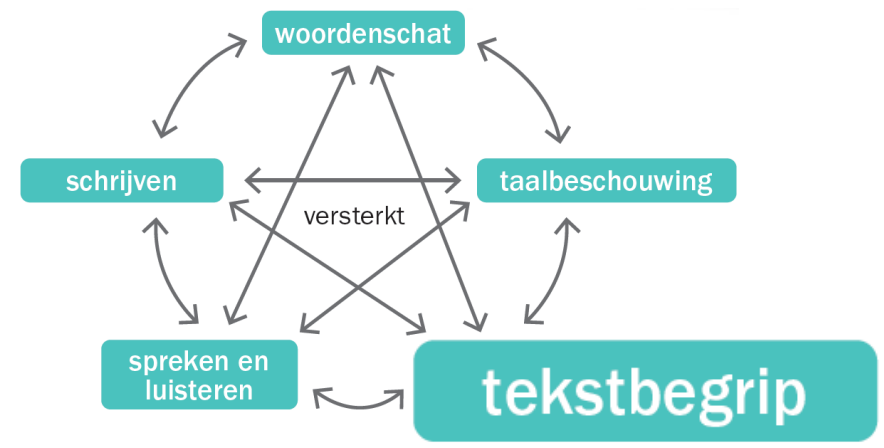 woordenschat
schrijven
taalbeschouwing
versterkt
spreken en
luisteren
tekstbegrip